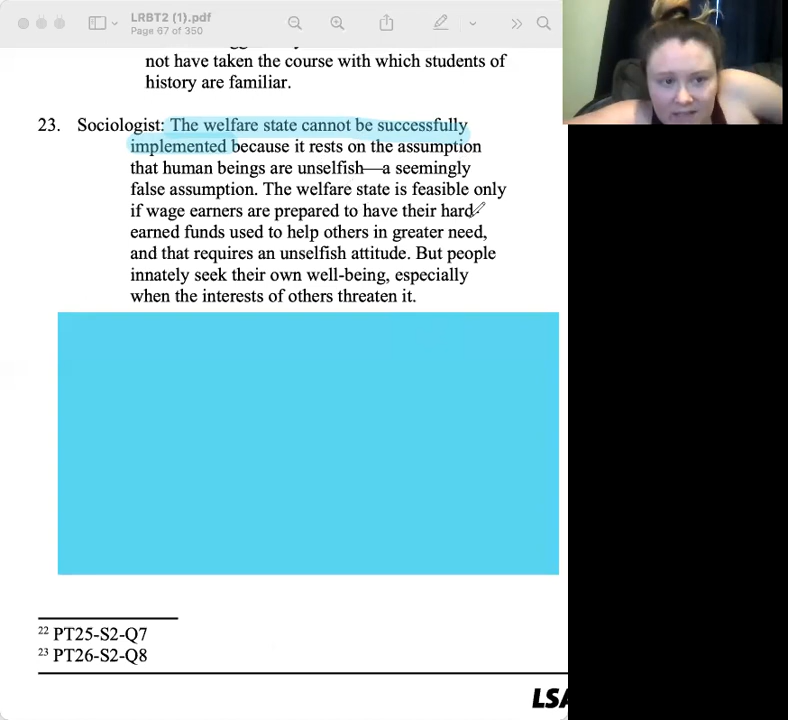 LRBT2 (1).pdf
Page 67 of 350
not have taken the course with which students of
history are familiar.
23. Sociologist: The welfare state cannot be successfully
implemented because it rests on the assumption
that human beings are unselfish—a seemingly
false assumption. The welfare state is feasible only
if wage earners are prepared to have their hard-
earned funds used to help others in greater need,
and that requires an unselfish attitude. But people
innately seek their own well-being, especially
when the interests of others threaten it.
22 PT25-S2-Q7
23 PT26-S2-Q8